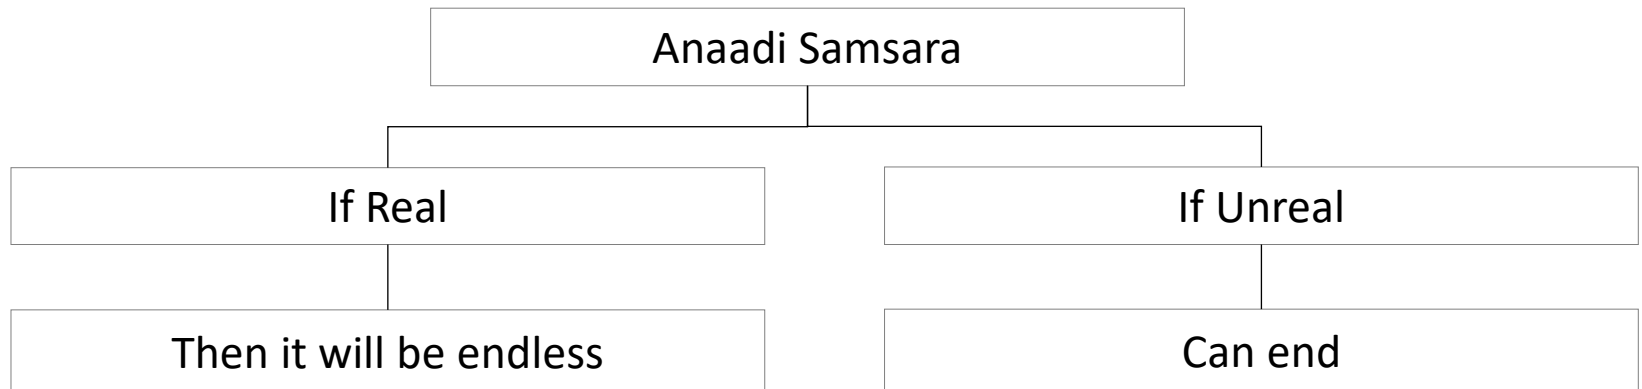 Anaadi Samsara
If Real
If Unreal
Then it will be endless
Can end